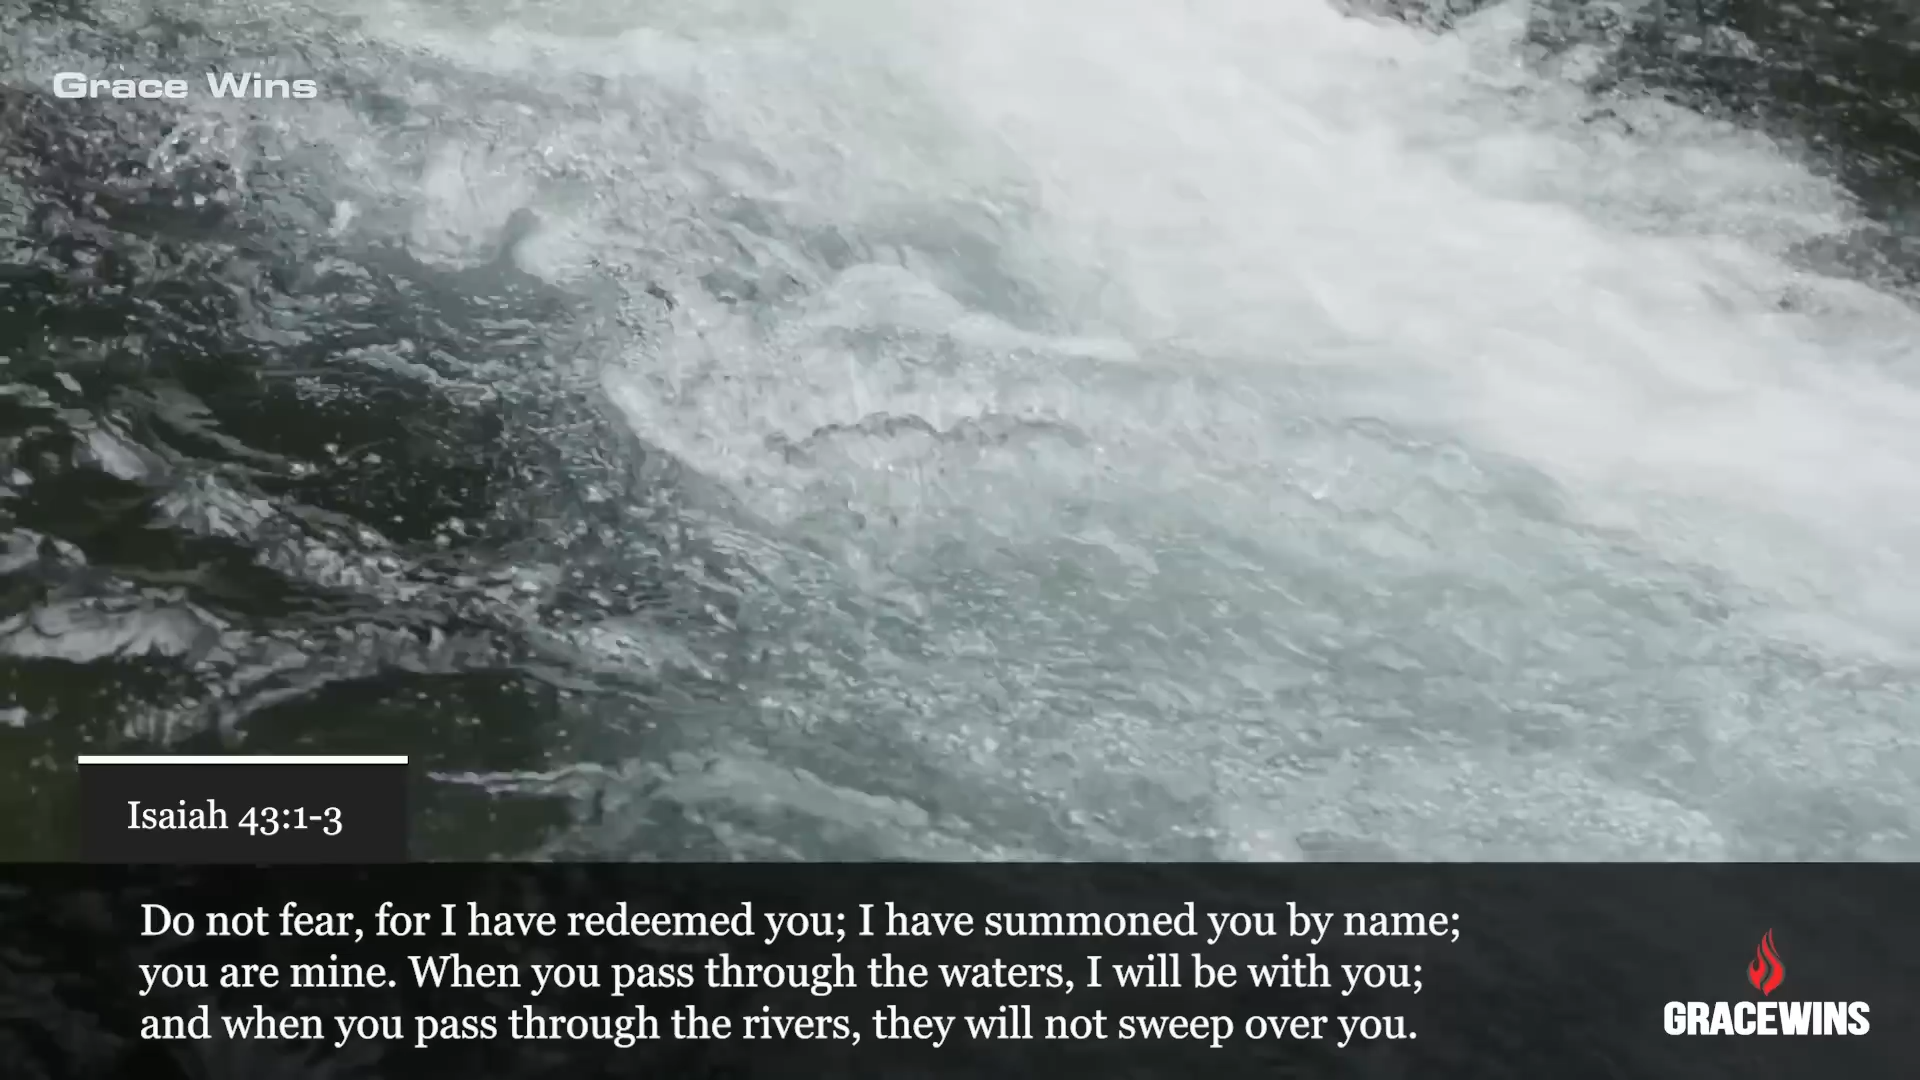 Grace Wins
Isaiah 43:1-3
Do not fear, for I have redeemed you; I have summoned you by name;
you are mine. When you pass through the waters, I will be with you;
and when you pass through the rivers, they will not sweep over you.
GRACEWINS